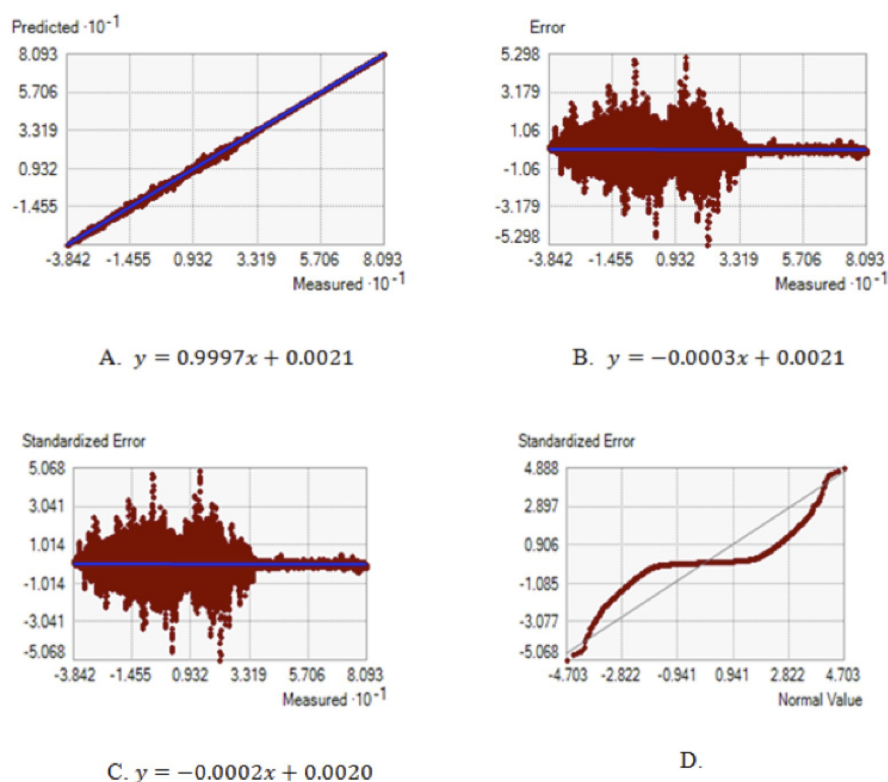 Predicted ·10⁻¹
8.093
5.706
3.319
0.932
-1.455
-3.842 -1.455 0.932 3.319 5.706 8.093
Measured ·10⁻¹
A. y = 0.9997x + 0.0021
Error
5.298
3.179
1.06
-1.06
-3.179
-5.298
-3.842 -1.455 0.932 3.319 5.706 8.093
Measured ·10⁻¹
B. y = −0.0003x + 0.0021
Standardized Error
5.068
3.041
1.014
-1.014
-3.041
-5.068
-3.842 -1.455 0.932 3.319 5.706 8.093
Measured ·10⁻¹
C. y = −0.0002x + 0.0020
Standardized Error
4.888
2.897
0.906
-1.085
-3.077
-5.068
-4.703 -2.822 -0.941 0.941 2.822 4.703
Normal Value
D.